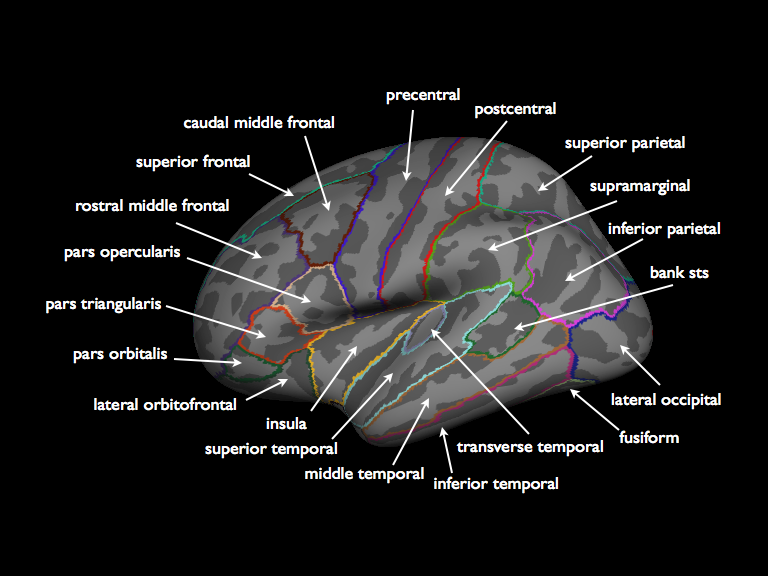 precentral
postcentral
caudal middle frontal
superior parietal
superior frontal
supramarginal
rostral middle frontal
inferior parietal
pars opercularis
bank sts
pars triangularis
pars orbitalis
lateral orbitofrontal
lateral occipital
insula
fusiform
superior temporal
transverse temporal
middle temporal
inferior temporal